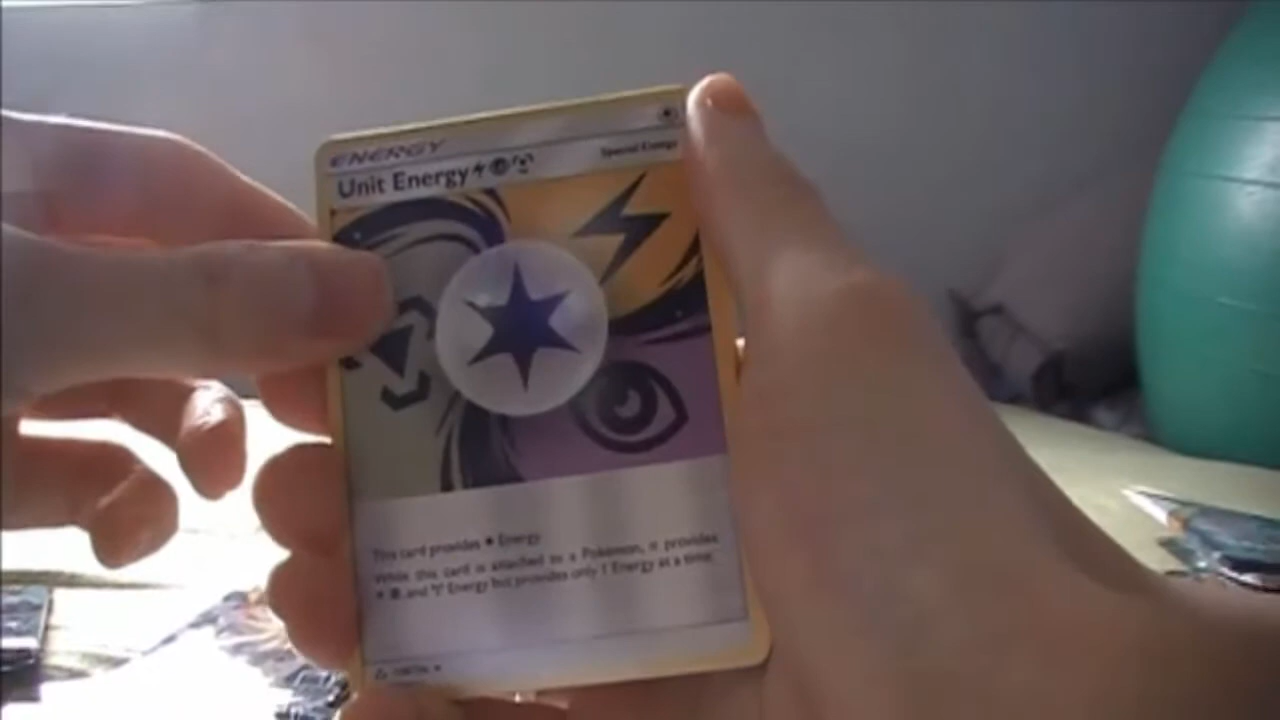 ENERGY
Unit Energy
Special Energy
This card provides Energy
While this card is attached to a Pokémon, it provides
and Energy but provides only 1 Energy at a time.